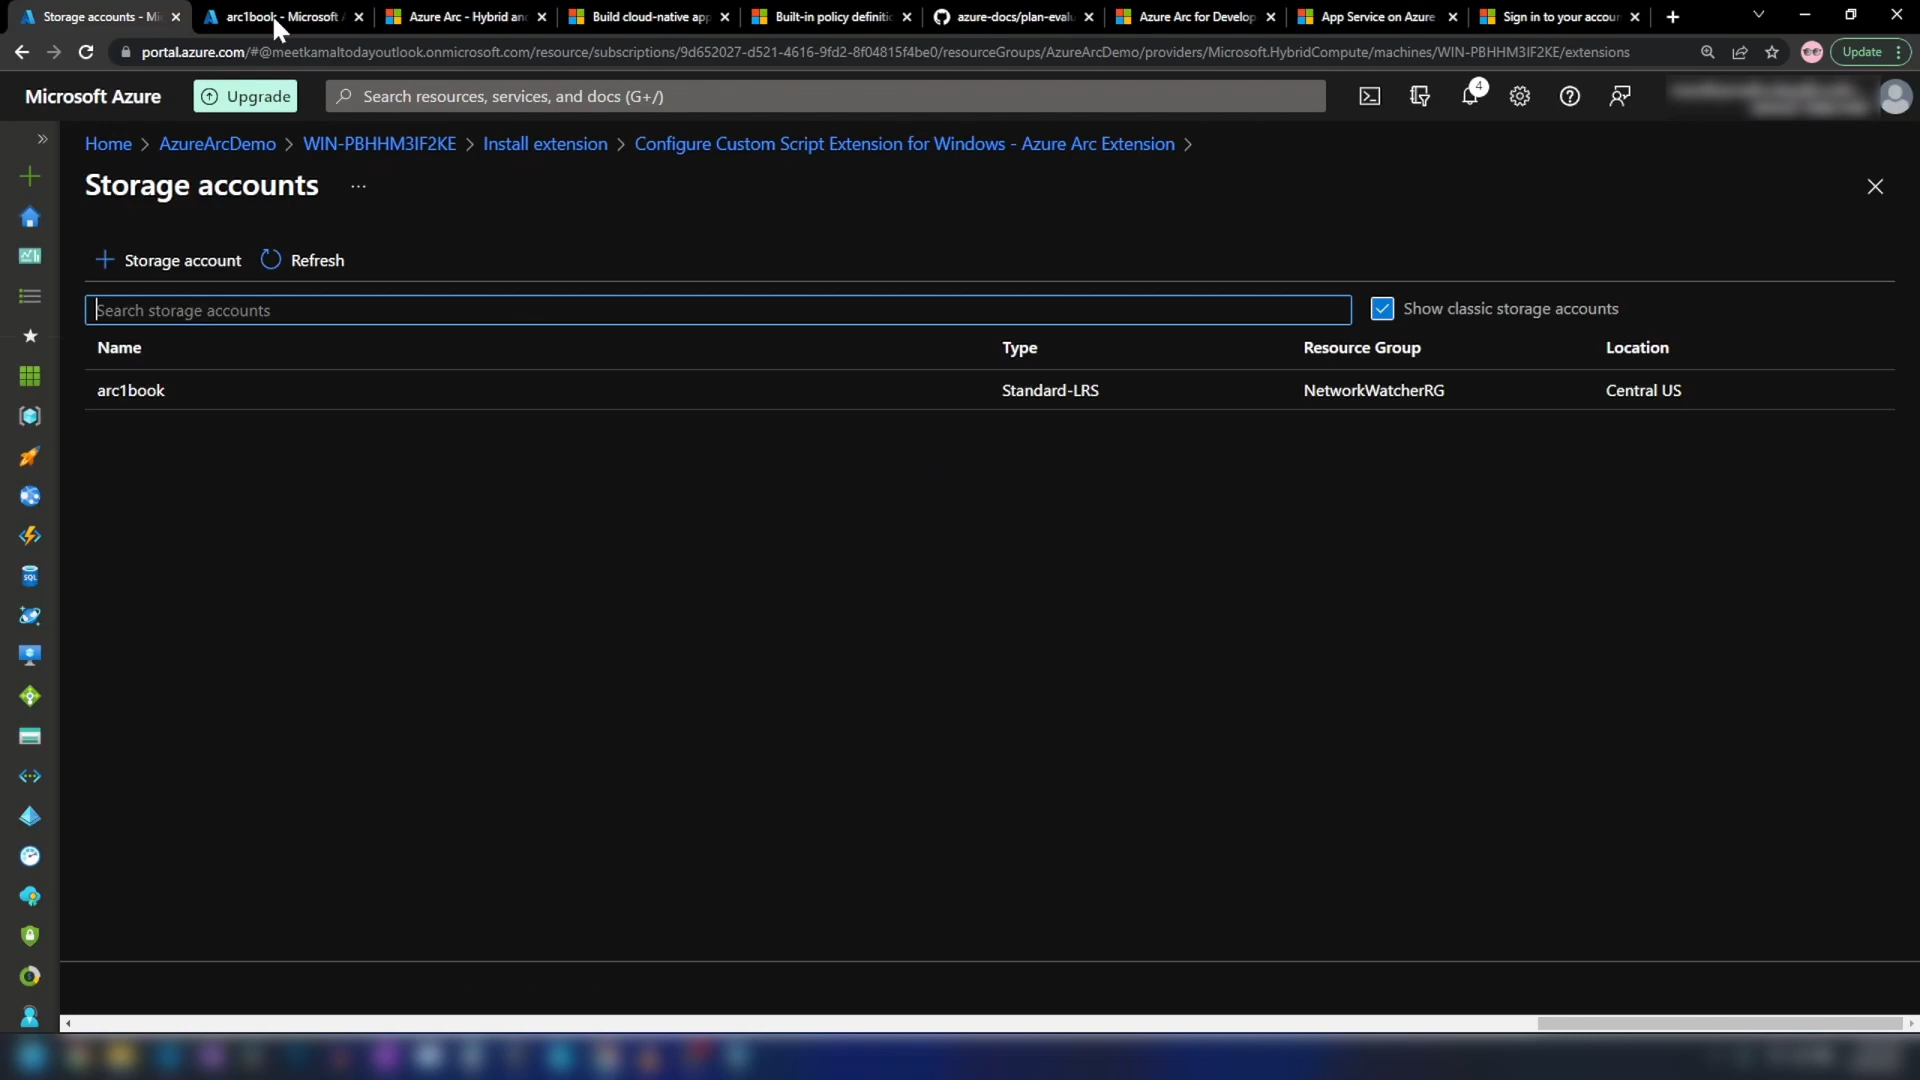 Storage accounts - Mi
arc1book - Microsoft A
Azure Arc - Hybrid an
Build cloud-native app
Built-in policy definitio
azure-docs/plan-evalu
Azure Arc for Develop
App Service on Azure
Sign in to your accoun
portal.azure.com/#@meetkamaltodayoutlook.onmicrosoft.com/resource/subscriptions/9d652027-d521-4616-9fd2-8f04815f4be0/resourceGroups/AzureArcDemo/providers/Microsoft.HybridCompute/machines/WIN-PBHHM3IF2KE/extensions
Update
Microsoft Azure
Upgrade
Search resources, services, and docs (G+/)
4
Home > AzureArcDemo > WIN-PBHHM3IF2KE > Install extension > Configure Custom Script Extension for Windows - Azure Arc Extension >
Storage accounts ...
+ Storage account Refresh
Search storage accounts
Show classic storage accounts
Name Type Resource Group Location
arc1book Standard-LRS NetworkWatcherRG Central US
SQL